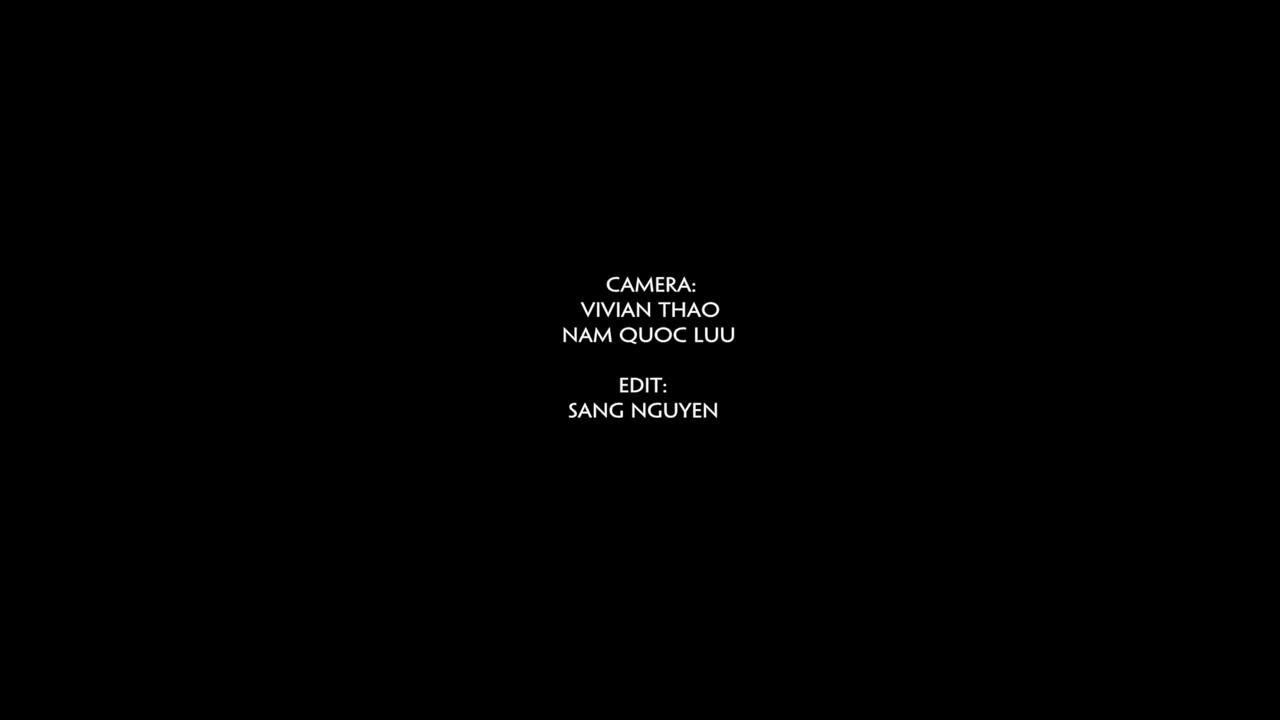 CAMERA:
VIVIAN THAO
NAM QUOC LUU
EDIT:
SANG NGUYEN